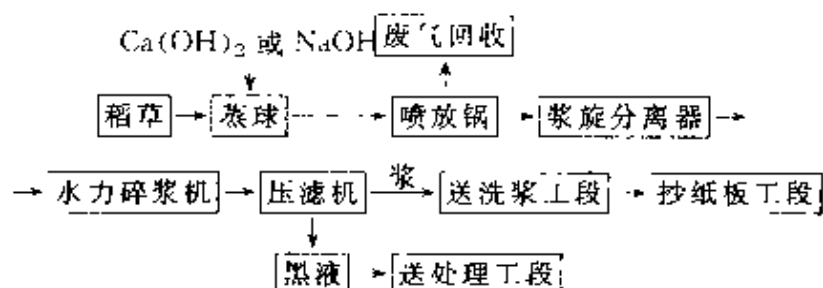 Ca(OH)₂ 或 NaOH 废气回收
稻草 → 蒸球 → 喷放锅 → 浆旋分离器 →
→ 水力碎浆机 → 压滤机 浆→ 送洗浆工段 → 抄纸板工段
黑液 → 送处理工段